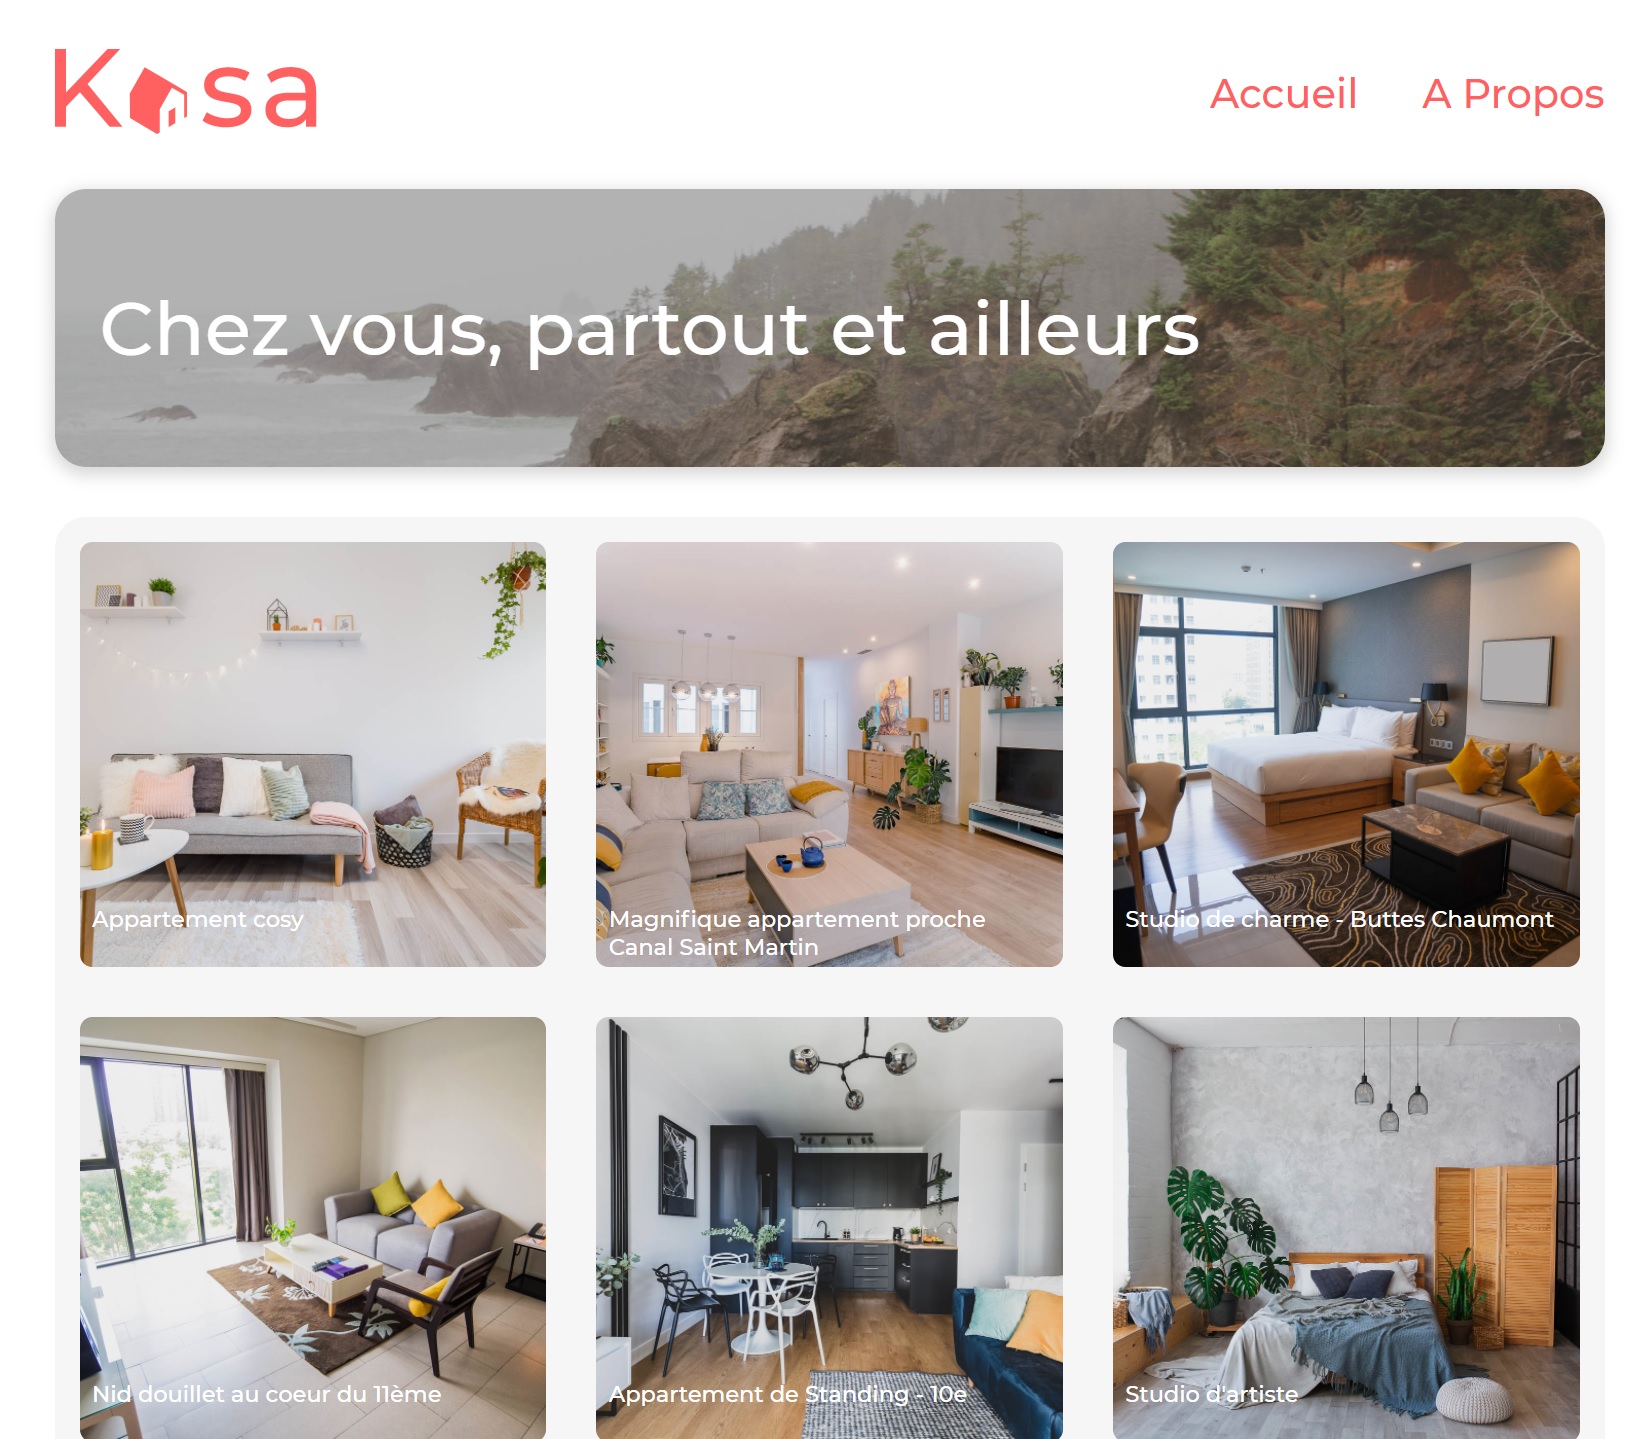 Kasa
Accueil
A Propos
Chez vous, partout et ailleurs
Appartement cosy
Magnifique appartement proche
Canal Saint Martin
Studio de charme - Buttes Chaumont
Nid douillet au coeur du 11ème
Appartement de Standing - 10e
Studio d'artiste